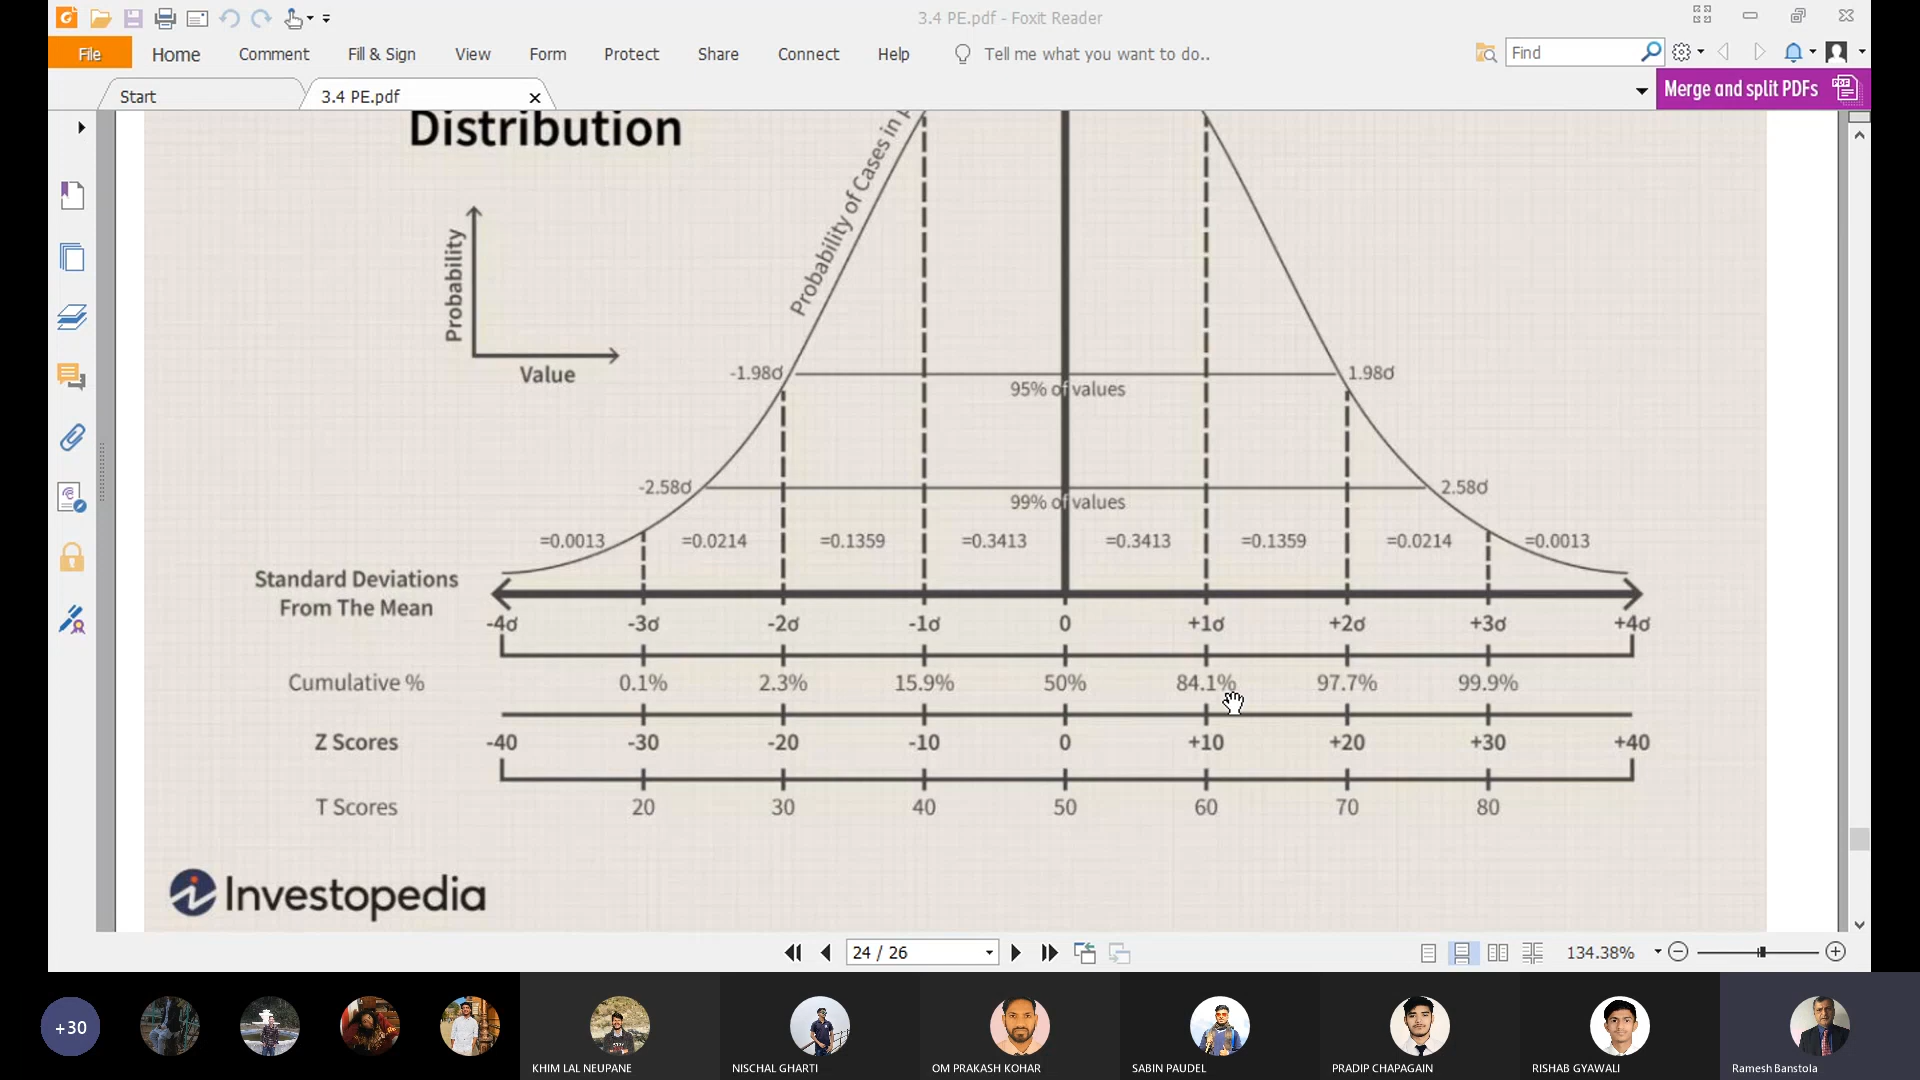 3.4 PE.pdf - Foxit Reader
File Home Comment Fill & Sign View Form Protect Share Connect Help Tell me what you want to do.. Find
Start 3.4 PE.pdf Merge and split PDFs
Distribution
Probability of Cases in
Probability
Value
-1.98σ 1.98σ
95% of values
-2.58σ 2.58σ
99% of values
=0.0013 =0.0214 =0.1359 =0.3413 =0.3413 =0.1359 =0.0214 =0.0013
Standard Deviations
From The Mean
-4σ -3σ -2σ -1σ 0 +1σ +2σ +3σ +4σ
Cumulative % 0.1% 2.3% 15.9% 50% 84.1% 97.7% 99.9%
Z Scores -40 -30 -20 -10 0 +10 +20 +30 +40
T Scores 20 30 40 50 60 70 80
Investopedia
24 / 26 134.38%
+30
KHIM LAL NEUPANE NISCHAL GHARTI OM PRAKASH KOHAR SABIN PAUDEL PRADIP CHAPAGAIN RISHAB GYAWALI Ramesh Banstola